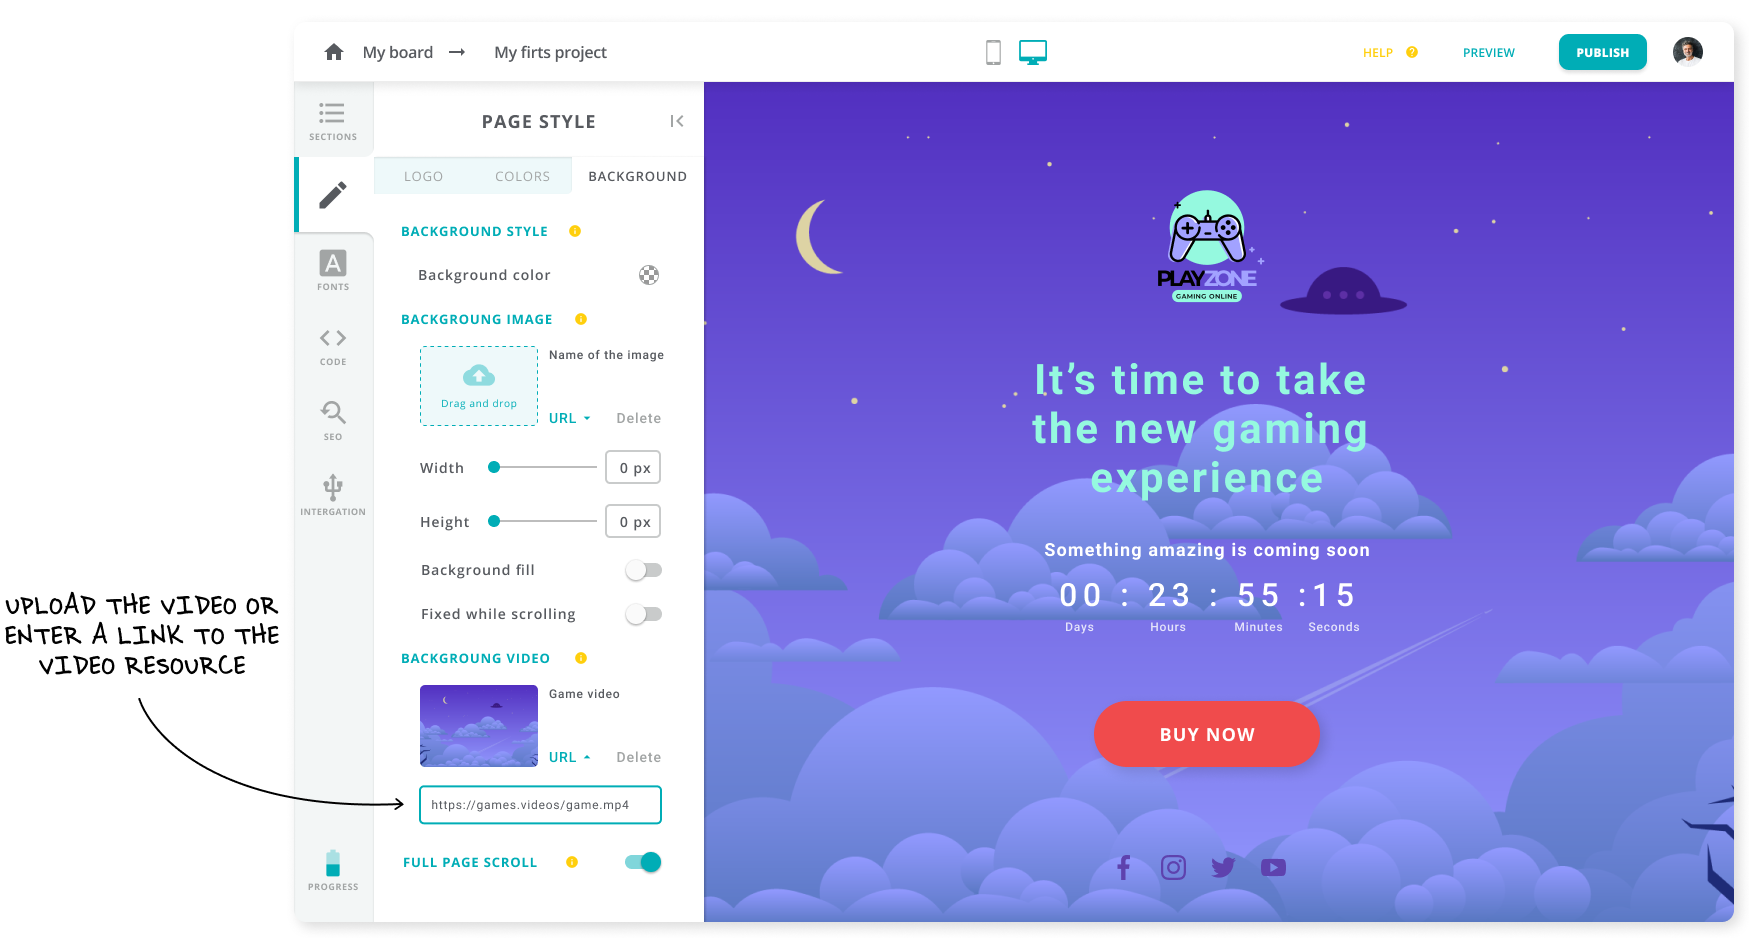 My board → My firts project
HELP ?
PREVIEW
PUBLISH
SECTIONS
FONTS
CODE
SEO
INTERGATION
PROGRESS
PAGE STYLE
LOGO
COLORS
BACKGROUND
BACKGROUND STYLE
Background color
BACKGROUNG IMAGE
Drag and drop
Name of the image
URL
Delete
Width
0 px
Height
0 px
Background fill
Fixed while scrolling
BACKGROUNG VIDEO
Game video
URL
Delete
https://games.videos/game.mp4
FULL PAGE SCROLL
UPLOAD THE VIDEO OR
ENTER A LINK TO THE
VIDEO RESOURCE
PLAYZONE
GAMING ONLINE
It's time to take
the new gaming
experience
Something amazing is coming soon
00 : 23 : 55 :15
Days Hours Minutes Seconds
BUY NOW